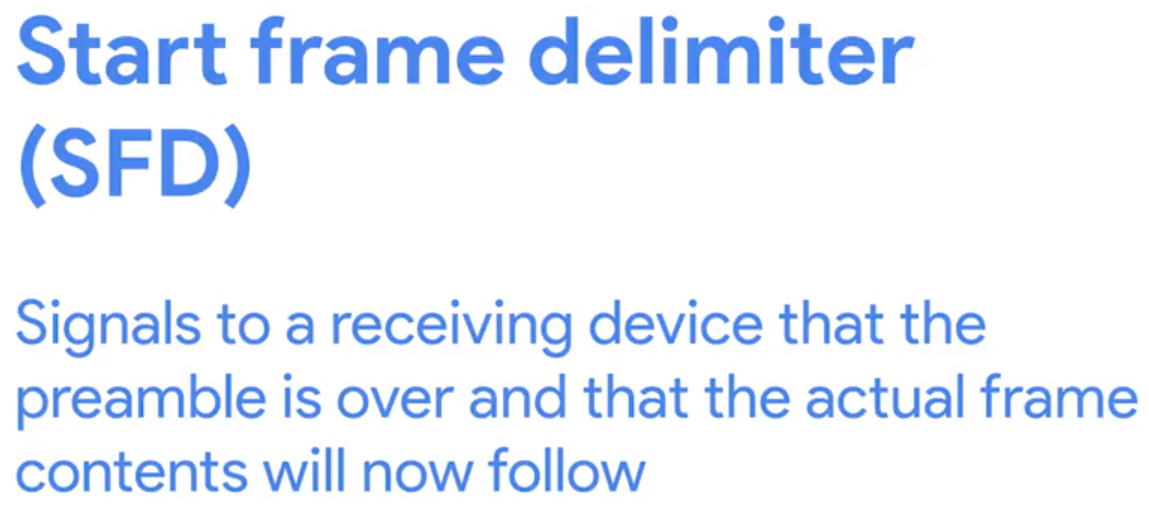 Start frame delimiter
(SFD)
Signals to a receiving device that the
preamble is over and that the actual frame
contents will now follow